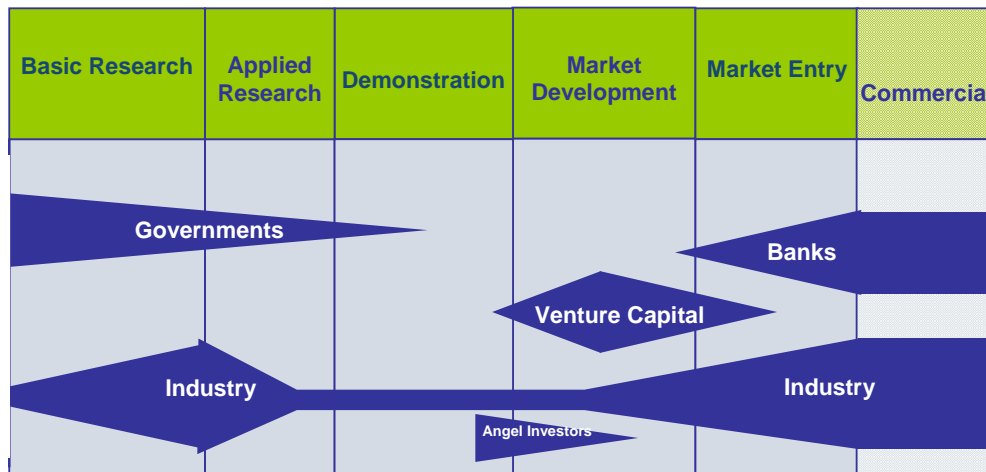 Basic Research
Applied
Research
Demonstration
Market
Development
Market Entry
Commercia
Governments
Banks
Venture Capital
Industry
Industry
Angel Investors